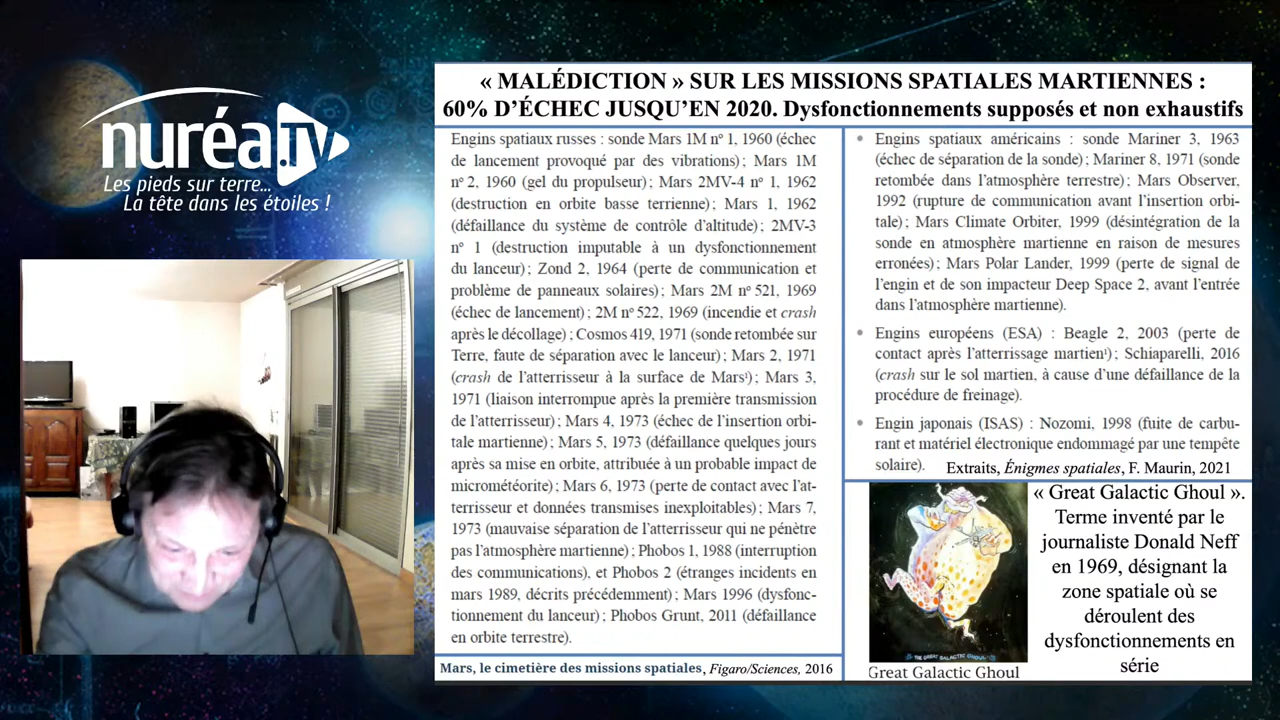 nuréa.TV
Les pieds sur terre...
La tête dans les étoiles !
« MALÉDICTION » SUR LES MISSIONS SPATIALES MARTIENNES :
60% D’ÉCHEC JUSQU’EN 2020. Dysfonctionnements supposés et non exhaustifs
Engins spatiaux russes : sonde Mars 1M nº 1, 1960 (échec
de lancement provoqué par des vibrations) ; Mars 1M
nº 2, 1960 (gel du propulseur) ; Mars 2MV-4 nº 1, 1962
(destruction en orbite basse terrienne) ; Mars 1, 1962
(défaillance du système de contrôle d’altitude) ; 2MV-3
nº 1 (destruction imputable à un dysfonctionnement
du lanceur) ; Zond 2, 1964 (perte de communication et
problème de panneaux solaires) ; Mars 2M nº 521, 1969
(échec de lancement) ; 2M nº 522, 1969 (incendie et crash
après le décollage) ; Cosmos 419, 1971 (sonde retombée sur
Terre, faute de séparation avec le lanceur) ; Mars 2, 1971
(crash de l’atterrisseur à la surface de Mars¹) ; Mars 3,
1971 (liaison interrompue après la première transmission
de l’atterrisseur) ; Mars 4, 1973 (échec de l’insertion orbi-
tale martienne) ; Mars 5, 1973 (défaillance quelques jours
après sa mise en orbite, attribuée à un probable impact de
micrométéorite) ; Mars 6, 1973 (perte de contact avec l’at-
terrisseur et données transmises inexploitables) ; Mars 7,
1973 (mauvaise séparation de l’atterrisseur qui ne pénètre
pas l’atmosphère martienne) ; Phobos 1, 1988 (interruption
des communications), et Phobos 2 (étranges incidents en
mars 1989, décrits précédemment) ; Mars 1996 (dysfonc-
tionnement du lanceur) ; Phobos Grunt, 2011 (défaillance
en orbite terrestre).
Mars, le cimetière des missions spatiales, Figaro/Sciences, 2016
• Engins spatiaux américains : sonde Mariner 3, 1963
(échec de séparation de la sonde) ; Mariner 8, 1971 (sonde
retombée dans l’atmosphère terrestre) ; Mars Observer,
1992 (rupture de communication avant l’insertion orbi-
tale) ; Mars Climate Orbiter, 1999 (désintégration de la
sonde en atmosphère martienne en raison de mesures
erronées) ; Mars Polar Lander, 1999 (perte de signal de
l’engin et de son impacteur Deep Space 2, avant l’entrée
dans l’atmosphère martienne).
• Engins européens (ESA) : Beagle 2, 2003 (perte de
contact après l’atterrissage martien¹) ; Schiaparelli, 2016
(crash sur le sol martien, à cause d’une défaillance de la
procédure de freinage).
• Engin japonais (ISAS) : Nozomi, 1998 (fuite de carbu-
rant et matériel électronique endommagé par une tempête
solaire).
Extraits, Énigmes spatiales, F. Maurin, 2021
THE GREAT GALACTIC GHOUL
Great Galactic Ghoul
« Great Galactic Ghoul ».
Terme inventé par le
journaliste Donald Neff
en 1969, désignant la
zone spatiale où se
déroulent des
dysfonctionnements en
série